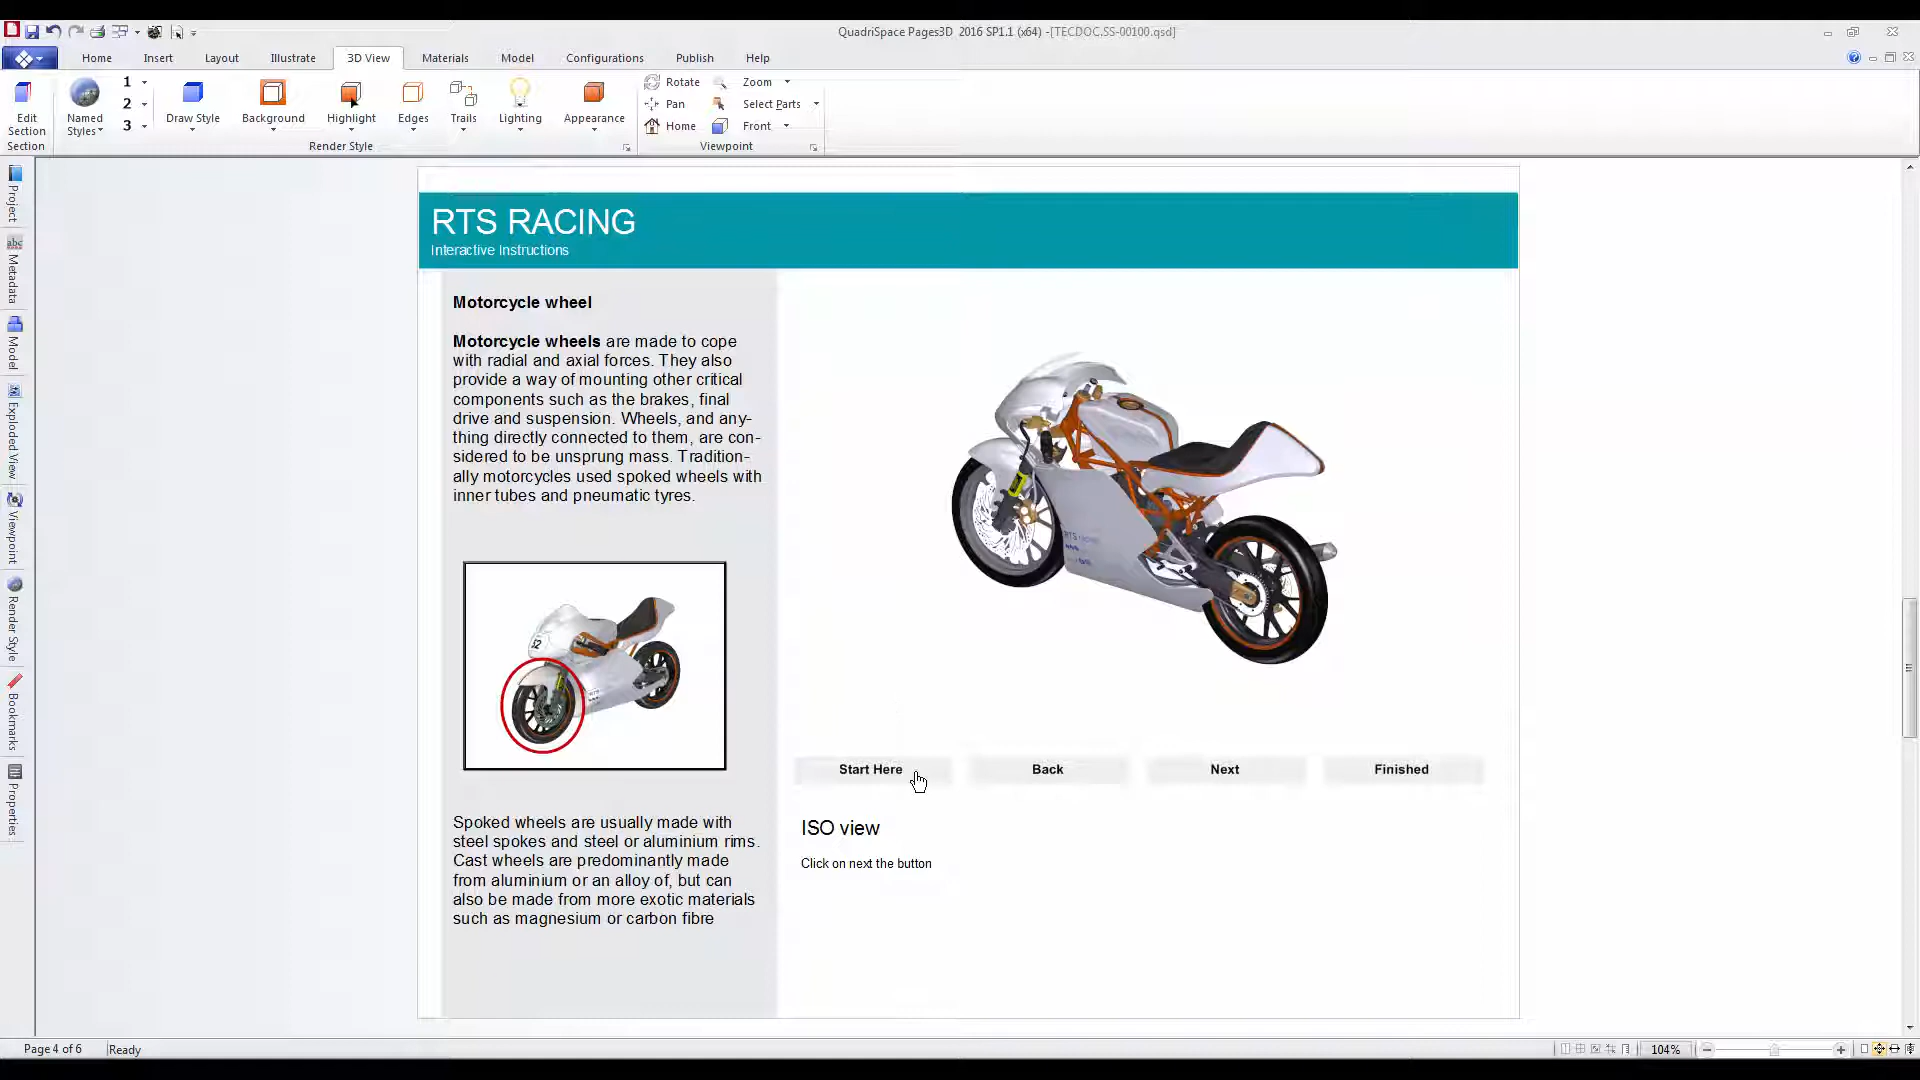 QuadriSpace Pages3D 2016 SP1.1 (x64) -[TECDOC.SS-00100.qsd]
Home Insert Layout Illustrate 3D View Materials Model Configurations Publish Help
Edit Section
Named Styles
1
2
3
Draw Style
Background
Highlight
Edges
Trails
Lighting
Appearance
Rotate
Pan
Home
Zoom
Select Parts
Front
Section
Render Style
Viewpoint
Project
abc
Metadata
Model
Exploded View
Viewpoint
Render Style
Bookmarks
Properties
RTS RACING
Interactive Instructions
Motorcycle wheel
Motorcycle wheels are made to cope
with radial and axial forces. They also
provide a way of mounting other critical
components such as the brakes, final
drive and suspension. Wheels, and any-
thing directly connected to them, are con-
sidered to be unsprung mass. Tradition-
ally motorcycles used spoked wheels with
inner tubes and pneumatic tyres.
52
Spoked wheels are usually made with
steel spokes and steel or aluminium rims.
Cast wheels are predominantly made
from aluminium or an alloy of, but can
also be made from more exotic materials
such as magnesium or carbon fibre
RTS
Start Here
Back
Next
Finished
ISO view
Click on next the button
Page 4 of 6
Ready
104%